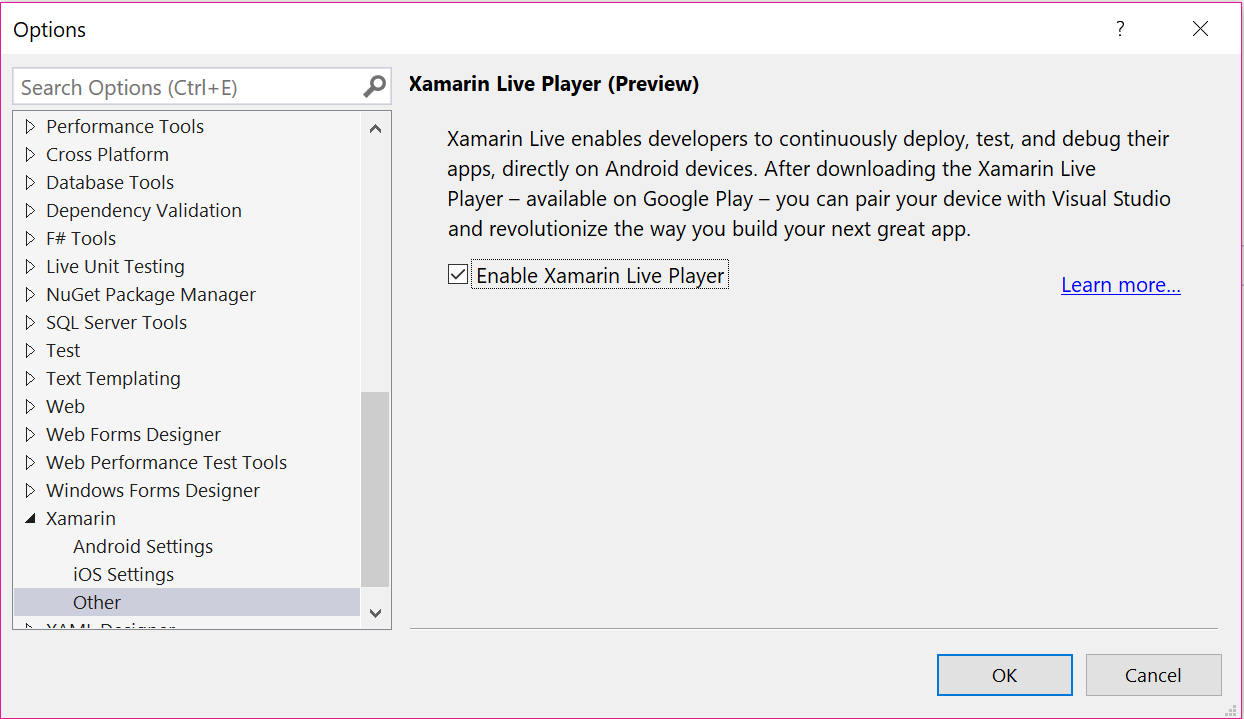 Options
?
Search Options (Ctrl+E)
Performance Tools
Cross Platform
Database Tools
Dependency Validation
F# Tools
Live Unit Testing
NuGet Package Manager
SQL Server Tools
Test
Text Templating
Web
Web Forms Designer
Web Performance Test Tools
Windows Forms Designer
Xamarin
Android Settings
iOS Settings
Other
XAML Designer
Xamarin Live Player (Preview)
Xamarin Live enables developers to continuously deploy, test, and debug their
apps, directly on Android devices. After downloading the Xamarin Live
Player – available on Google Play – you can pair your device with Visual Studio
and revolutionize the way you build your next great app.
Enable Xamarin Live Player
Learn more...
OK
Cancel